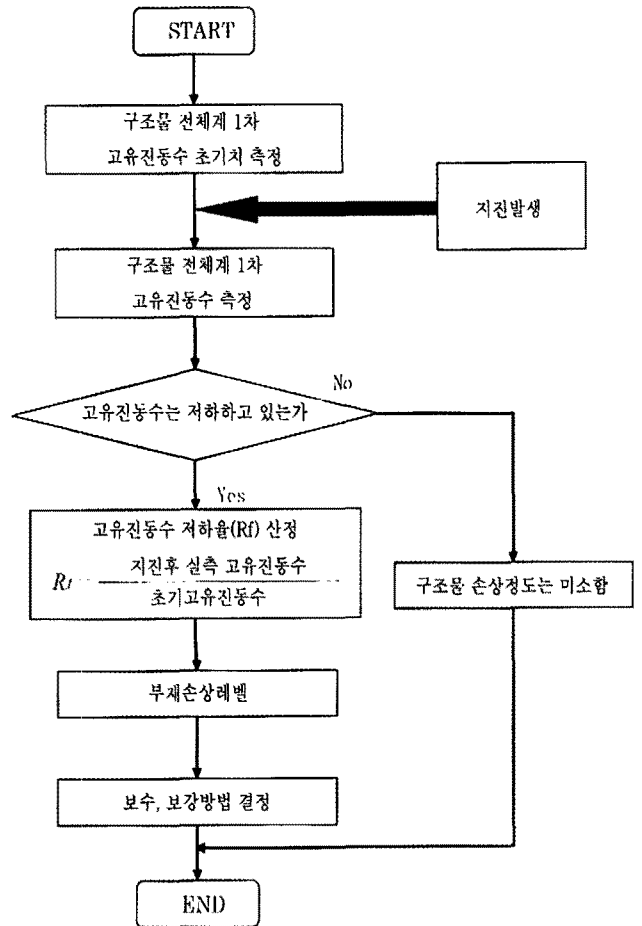 START
구조물 전체계 1차
고유진동수 초기치 측정
지진발생
구조물 전체계 1차
고유진동수 측정
No
고유진동수는 저하하고 있는가
Yes
고유진동수 저하율(Rf) 산정
지진후 실측 고유진동수
초기고유진동수
구조물 손상정도는 미소함
부재손상레벨
보수, 보강방법 결정
END